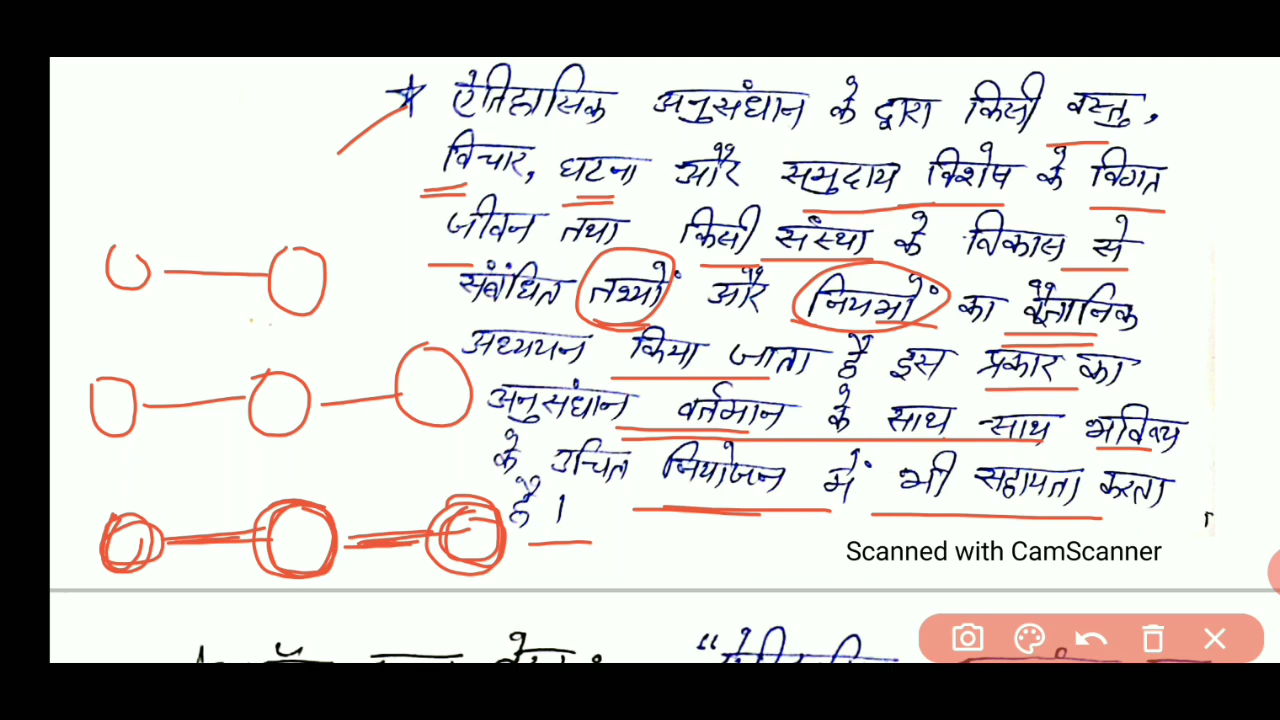 ★ ऐतिहासिक अनुसंधान के द्वारा किसी वस्तु,
विचार, घटना और समुदाय विशेष के विगत
जीवन तथा किसी संस्था के विकास से
संबंधित तथ्यों और नियमों का वैज्ञानिक
अध्ययन किया जाता है इस प्रकार का
अनुसंधान वर्तमान के साथ साथ भविष्य
के उचित नियोजन में भी सहायता करता
है।
Scanned with CamScanner